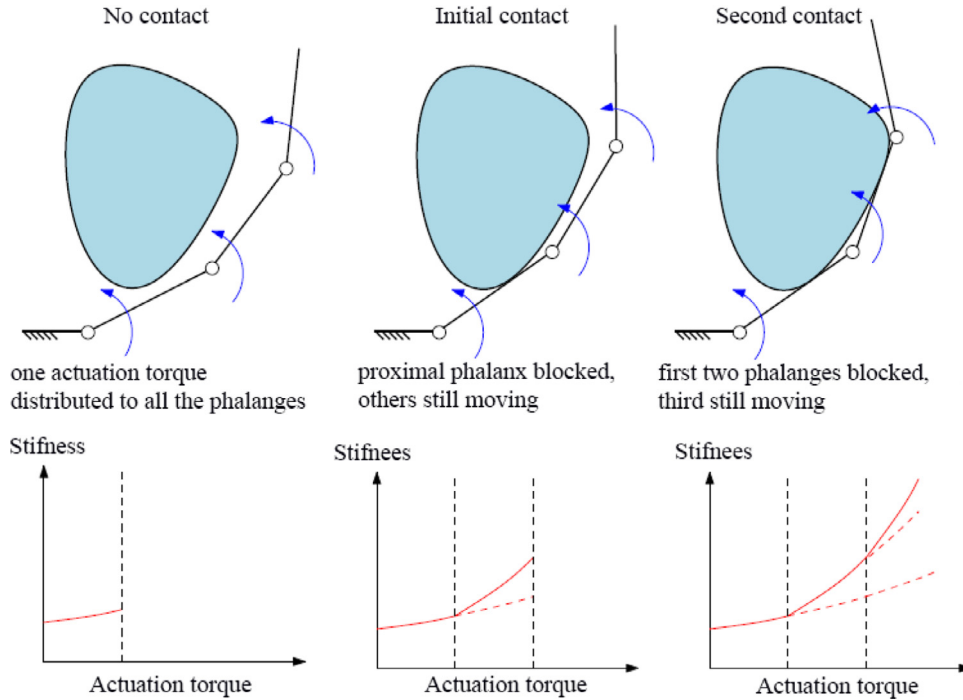 No contact
Initial contact
Second contact
one actuation torque
distributed to all the phalanges
proximal phalanx blocked,
others still moving
first two phalanges blocked,
third still moving
Stifness
Stifnees
Stifnees
Actuation torque
Actuation torque
Actuation torque